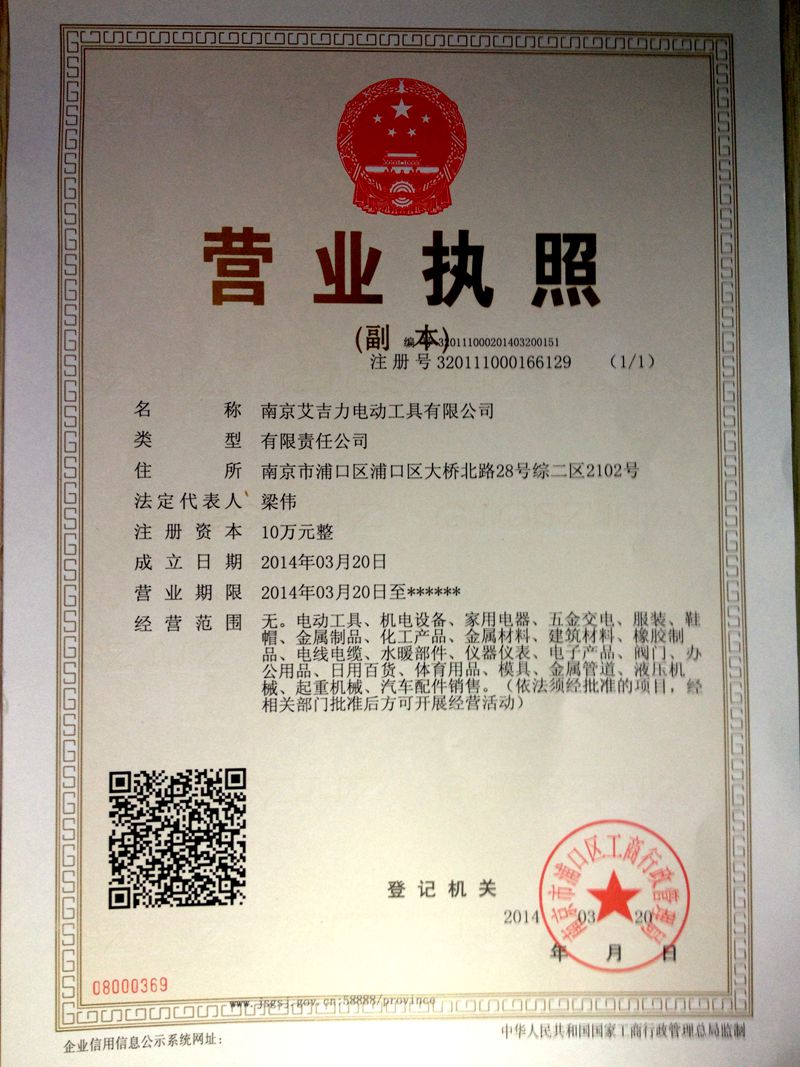 营业执照
(副 本)
编号 320111000201403200151
注册号 320111000166129 (1/1)
名称 南京艾吉力电动工具有限公司
类型 有限责任公司
住所 南京市浦口区浦口区大桥北路28号综二区2102号
法定代表人 梁伟
注册资本 10万元整
成立日期 2014年03月20日
营业期限 2014年03月20日至******
经营范围 无。电动工具、机电设备、家用电器、五金交电、服装、鞋
帽、金属制品、化工产品、金属材料、建筑材料、橡胶制
品、电线电缆、水暖部件、仪器仪表、电子产品、阀门、办
公用品、日用百货、体育用品、模具、金属管道、液压机
械、起重机械、汽车配件销售。（依法须经批准的项目，经
相关部门批准后方可开展经营活动）
南京市浦口区工商行政管理局
登记机关
2014 03 20
年 月 日
08000369
www.jsgsj.gov.cn:58888/province
企业信用信息公示系统网址：
中华人民共和国国家工商行政管理总局监制